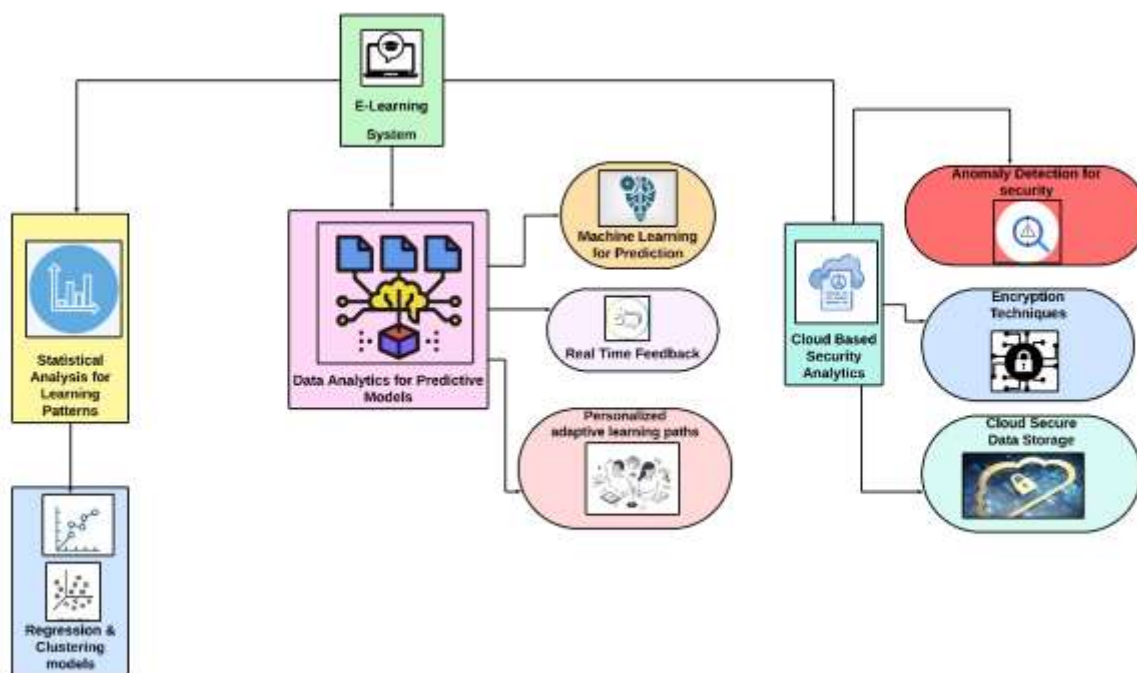 E-Learning
System
Statistical
Analysis for
Learning
Patterns
Regression &
Clustering
models
Data Analytics for Predictive
Models
Machine Learning
for Prediction
Real Time Feedback
Personalized
adaptive learning paths
Cloud Based
Security
Analytics
Anomaly Detection for
security
Encryption
Techniques
Cloud Secure
Data Storage